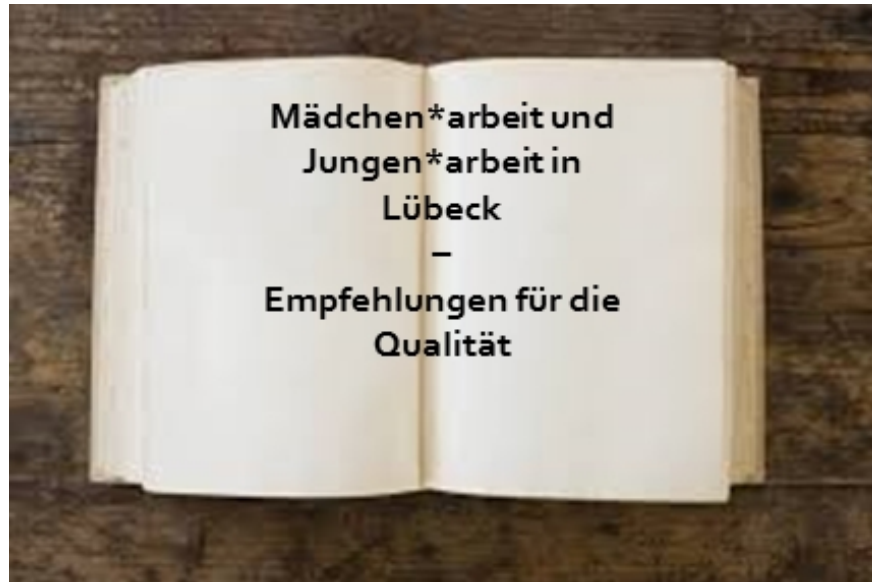 Mädchen*arbeit und
Jungen*arbeit in
Lübeck
–
Empfehlungen für die
Qualität